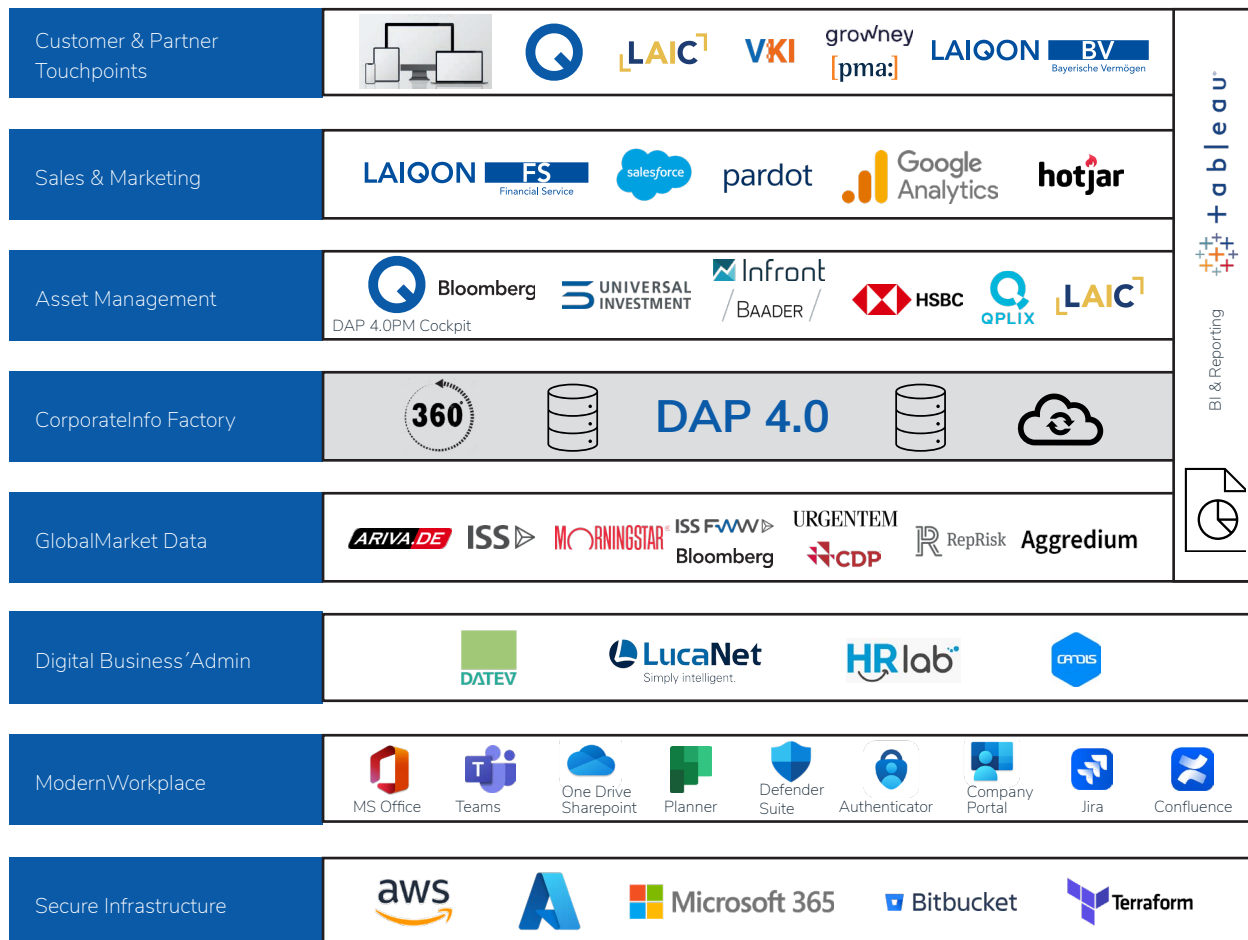 Customer & Partner
Touchpoints
Q
LAIC
VKI
growney
[pma:]
LAIQON BV
Bayerische Vermögen
Sales & Marketing
LAIQON FS
Financial Service
salesforce
pardot
Google
Analytics
hotjar
Asset Management
Q
DAP 4.0PM Cockpit
Bloomberg
UNIVERSAL
INVESTMENT
Infront
/BAADER/
HSBC
QPLIX
LAIC
CorporateInfo Factory
360°
DAP 4.0
GlobalMarket Data
ARIVA.DE
ISS
MORNINGSTAR®
ISS FWW
Bloomberg
URGENTEM
CDP
RR RepRisk
Aggredium
+ableau®
BI & Reporting
Digital Business´Admin
DATEV
LucaNet
Simply intelligent.
HRlab
CANDIS
ModernWorkplace
MS Office
T
Teams
One Drive
Sharepoint
Planner
Defender
Suite
Authenticator
Company
Portal
Jira
Confluence
Secure Infrastructure
aws
Microsoft 365
Bitbucket
Terraform